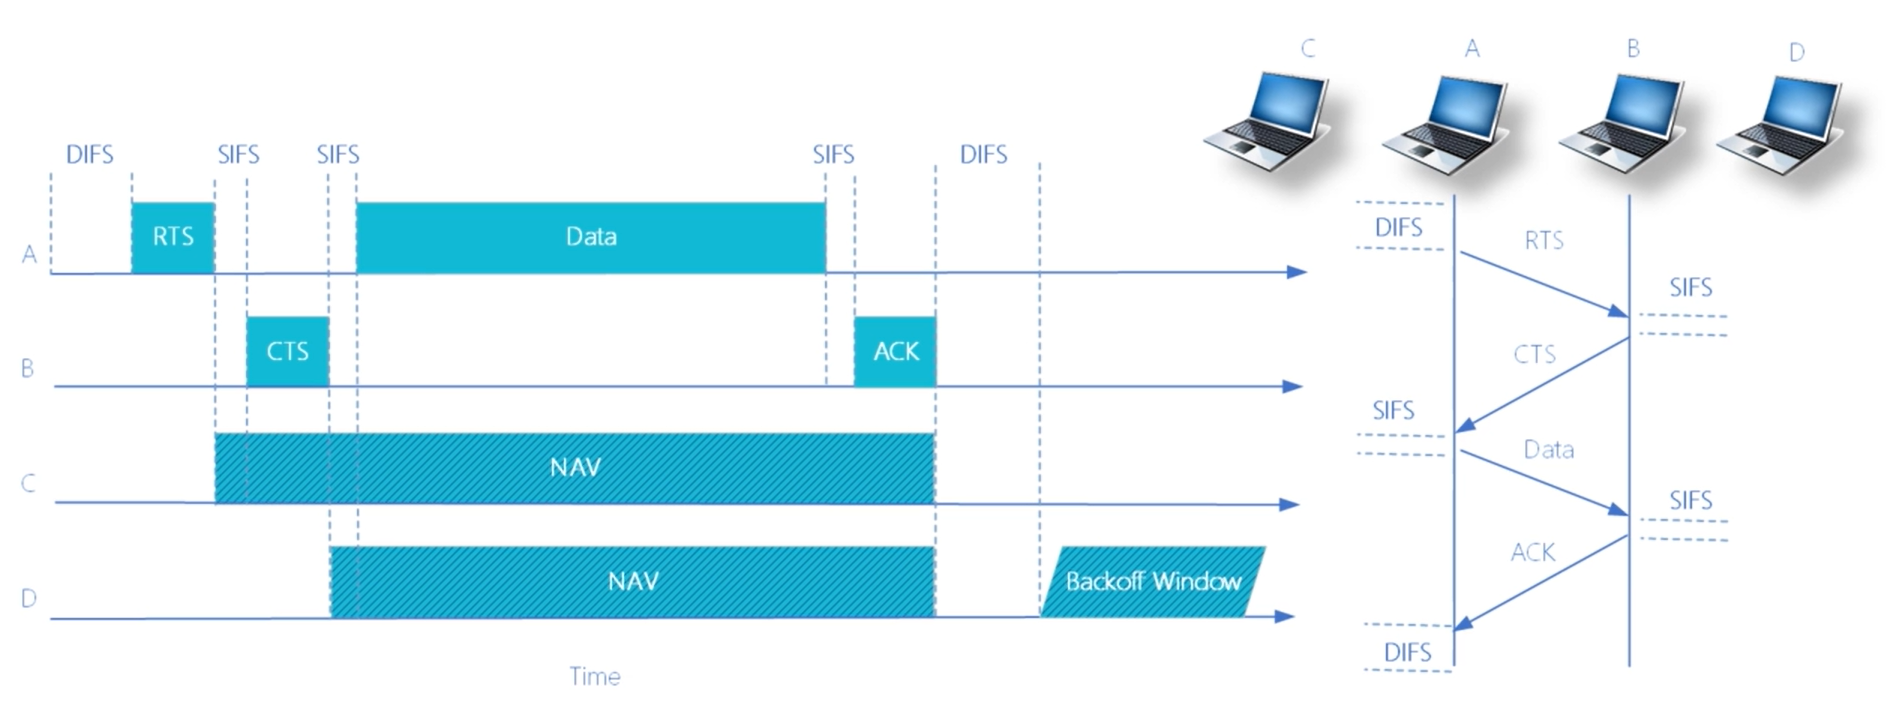 C A B D
DIFS SIFS SIFS SIFS DIFS
A RTS Data
B CTS ACK
C NAV
D NAV Backoff Window
Time
DIFS
RTS
SIFS
CTS
SIFS
Data
SIFS
ACK
DIFS